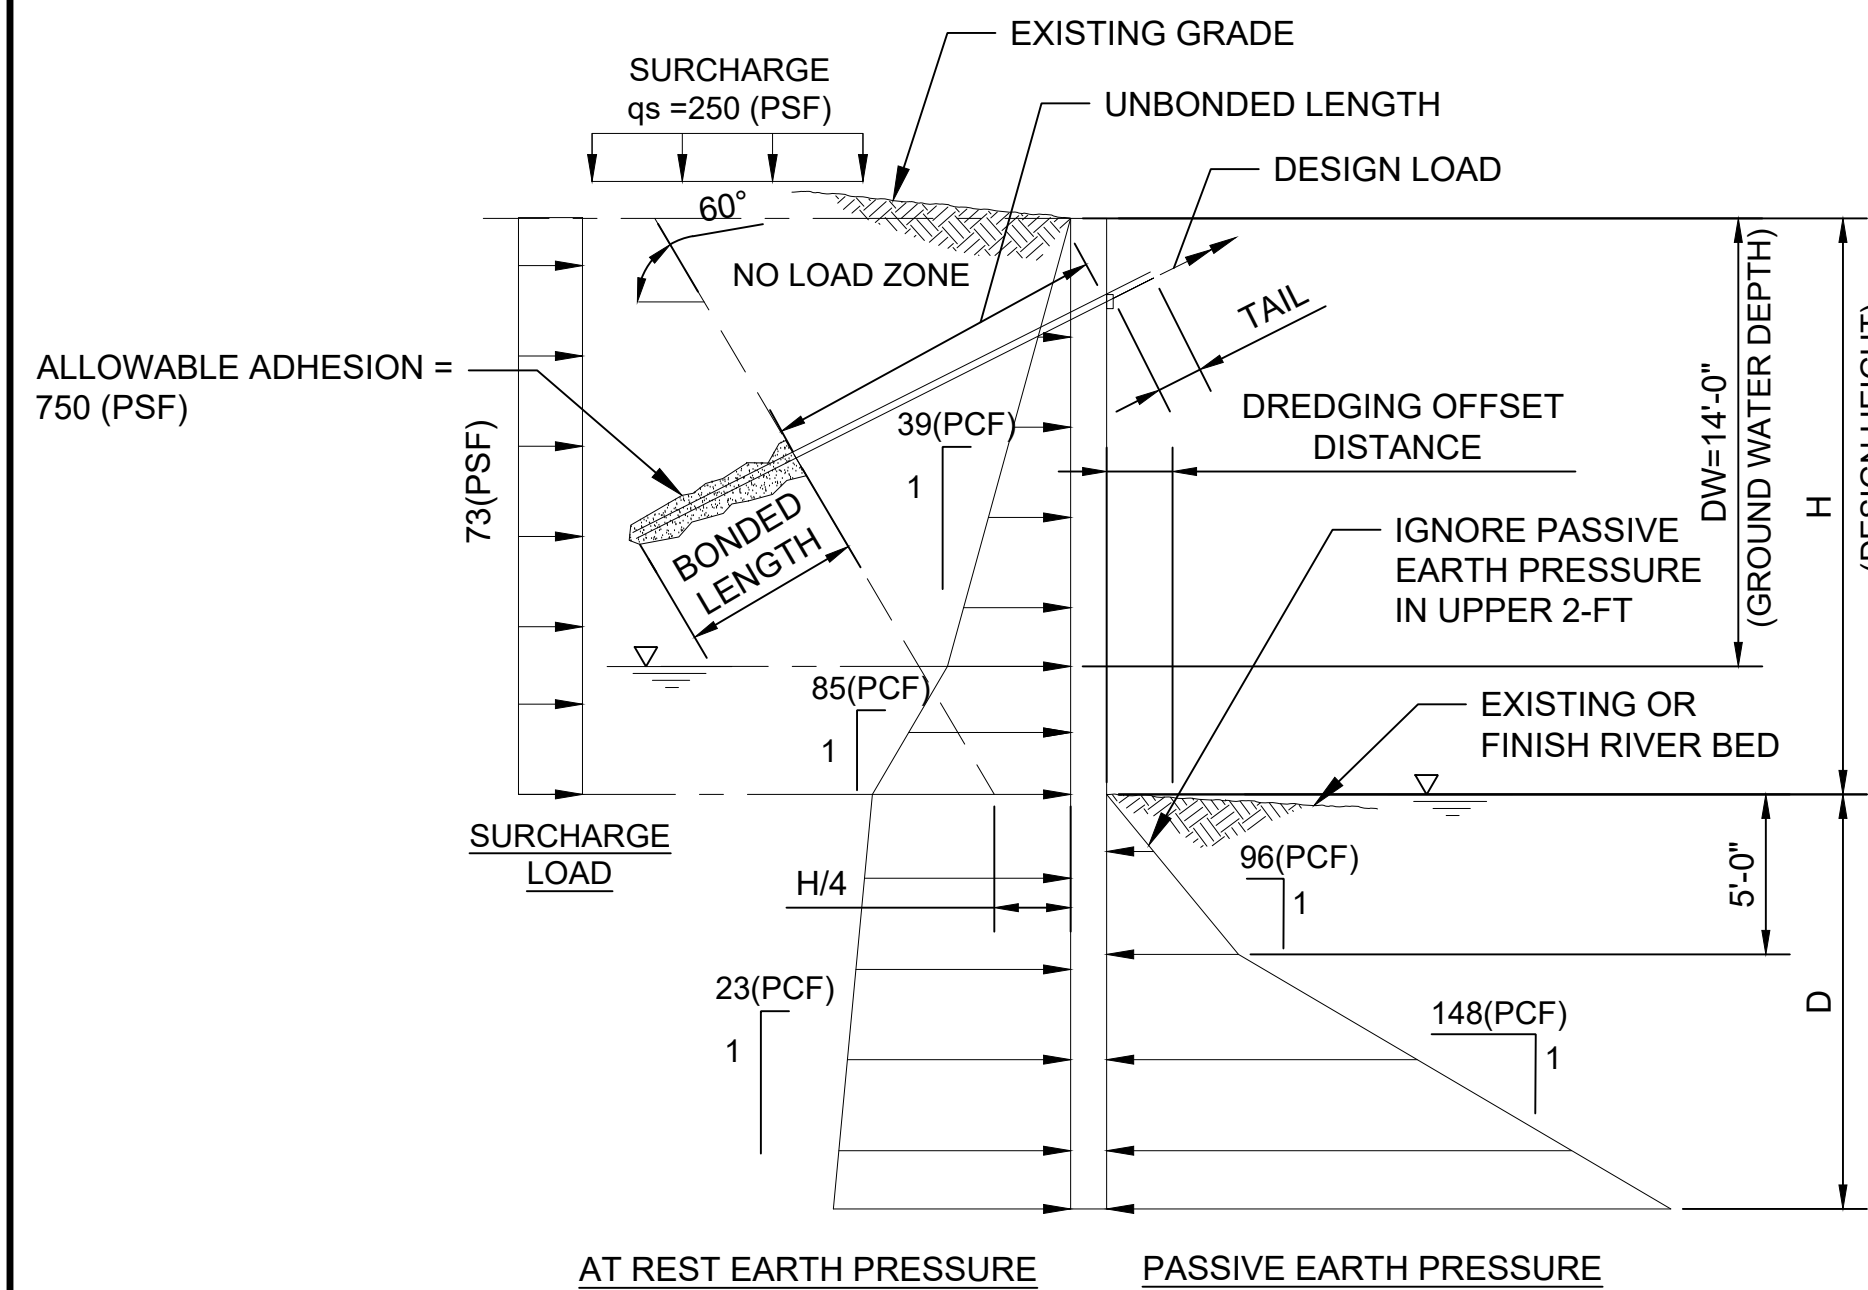 EXISTING GRADE
SURCHARGE
qs =250 (PSF)
UNBONDED LENGTH
DESIGN LOAD
60°
NO LOAD ZONE
TAIL
ALLOWABLE ADHESION =
750 (PSF)
73(PSF)
39(PCF)
1
DREDGING OFFSET
DISTANCE
DW=14'-0"
(GROUND WATER DEPTH)
H
(DESIGN HEIGHT)
BONDED
LENGTH
IGNORE PASSIVE
EARTH PRESSURE
IN UPPER 2-FT
85(PCF)
1
EXISTING OR
FINISH RIVER BED
SURCHARGE
LOAD
H/4
96(PCF)
1
5'-0"
23(PCF)
1
148(PCF)
1
D
AT REST EARTH PRESSURE
PASSIVE EARTH PRESSURE